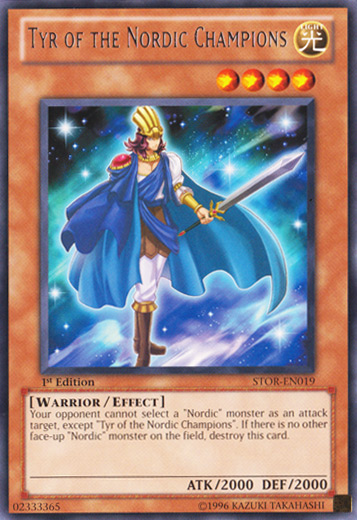 TYR OF THE NORDIC CHAMPIONS
LIGHT
光
1st Edition
STOR-EN019
[WARRIOR / EFFECT]
Your opponent cannot select a "Nordic" monster as an attack
target, except "Tyr of the Nordic Champions". If there is no other
face-up "Nordic" monster on the field, destroy this card.
ATK/2000 DEF/2000
02333365
©1996 KAZUKI TAKAHASHI